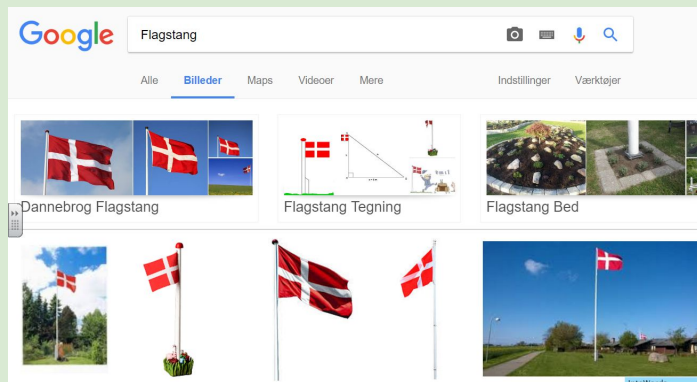 Google
Flagstang
Alle Billeder Maps Videoer Mere Indstillinger Værktøjer
Dannebrog Flagstang
Flagstang Tegning
Flagstang Bed